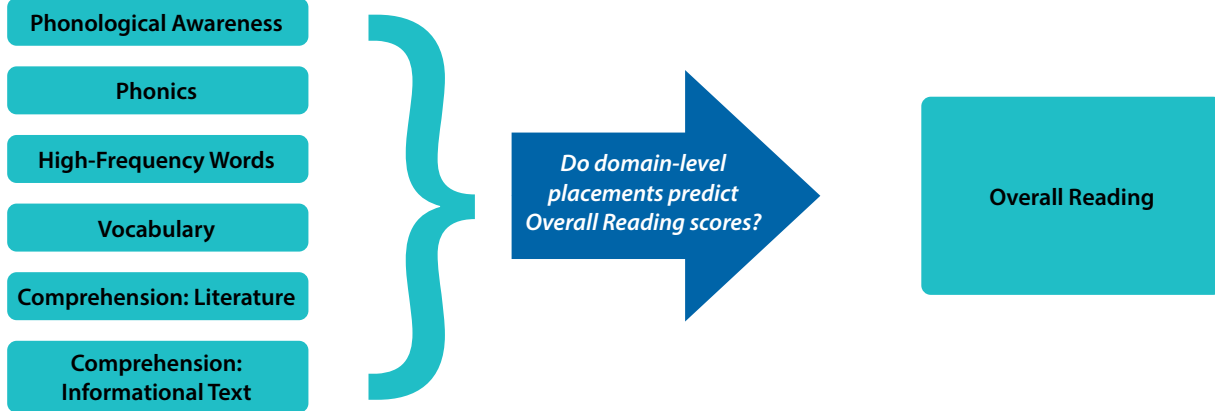 Phonological Awareness
Phonics
High-Frequency Words
Vocabulary
Comprehension: Literature
Comprehension:
Informational Text
Do domain-level
placements predict
Overall Reading scores?
Overall Reading